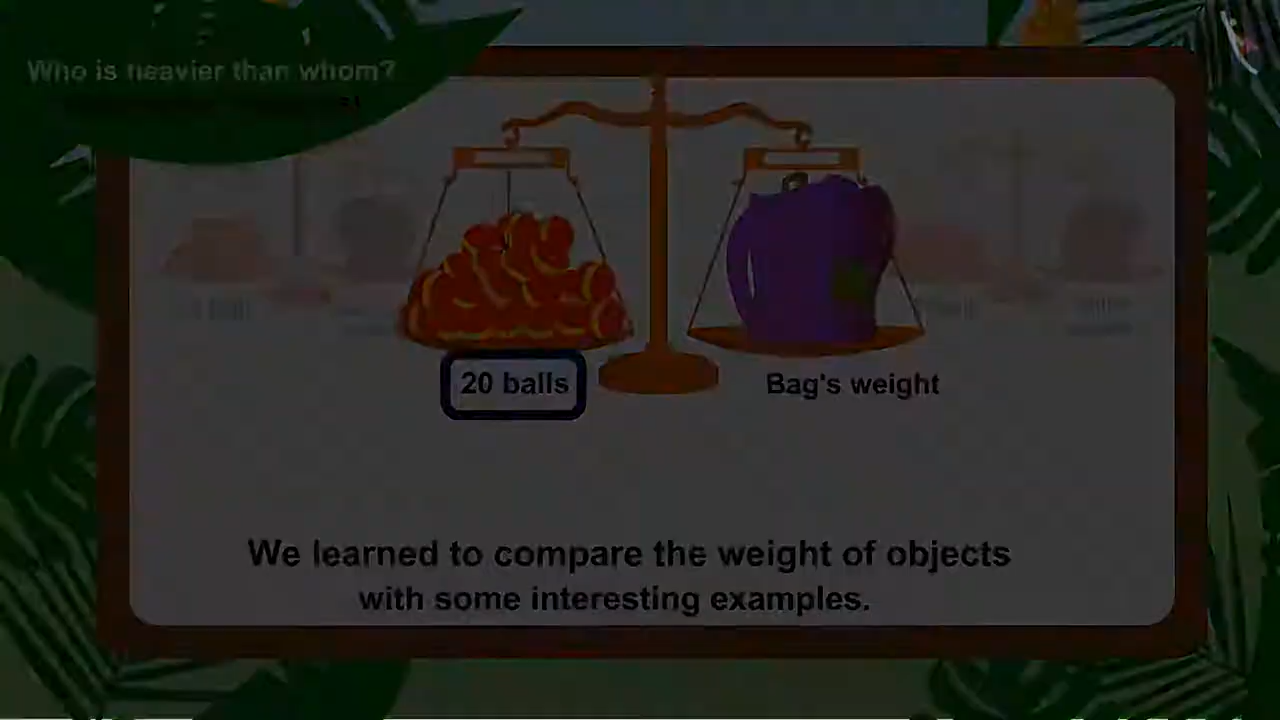 Who is heavier than whom?
20 balls
Bag's weight
We learned to compare the weight of objects
with some interesting examples.